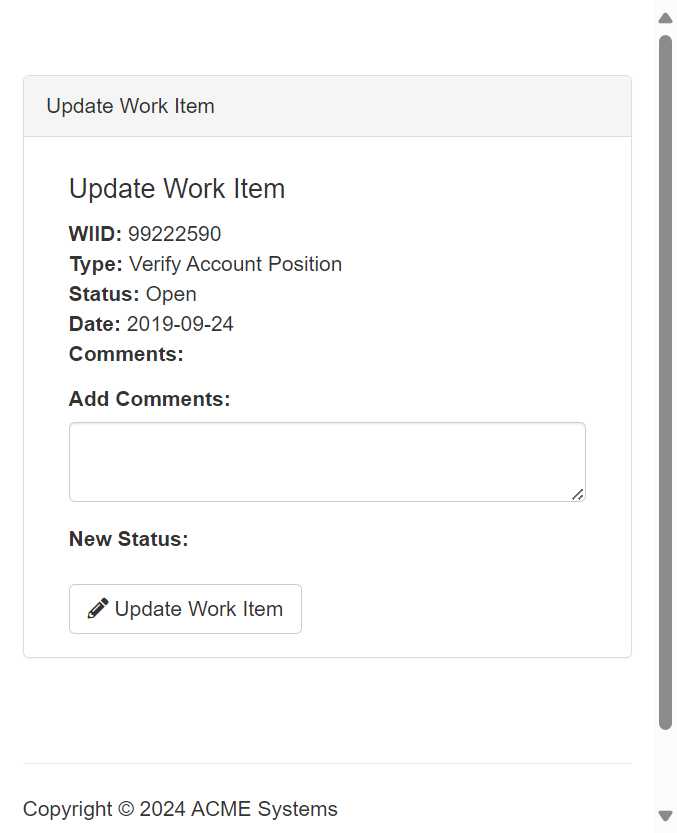 Update Work Item
Update Work Item
WIID: 99222590
Type: Verify Account Position
Status: Open
Date: 2019-09-24
Comments:
Add Comments:
New Status:
Update Work Item
Copyright © 2024 ACME Systems